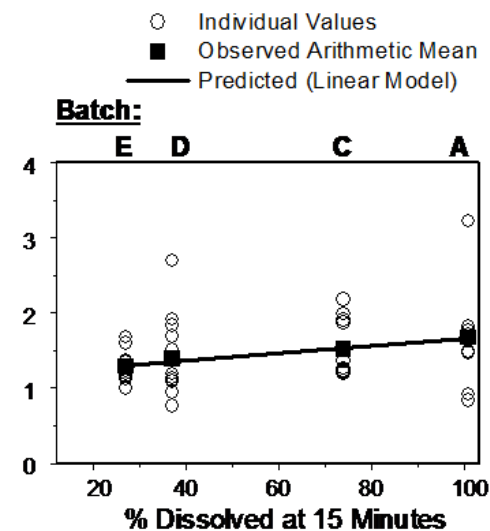 Individual Values
Observed Arithmetic Mean
Predicted (Linear Model)
Batch:
E D C A
4
3
2
1
0
20 40 60 80 100
% Dissolved at 15 Minutes